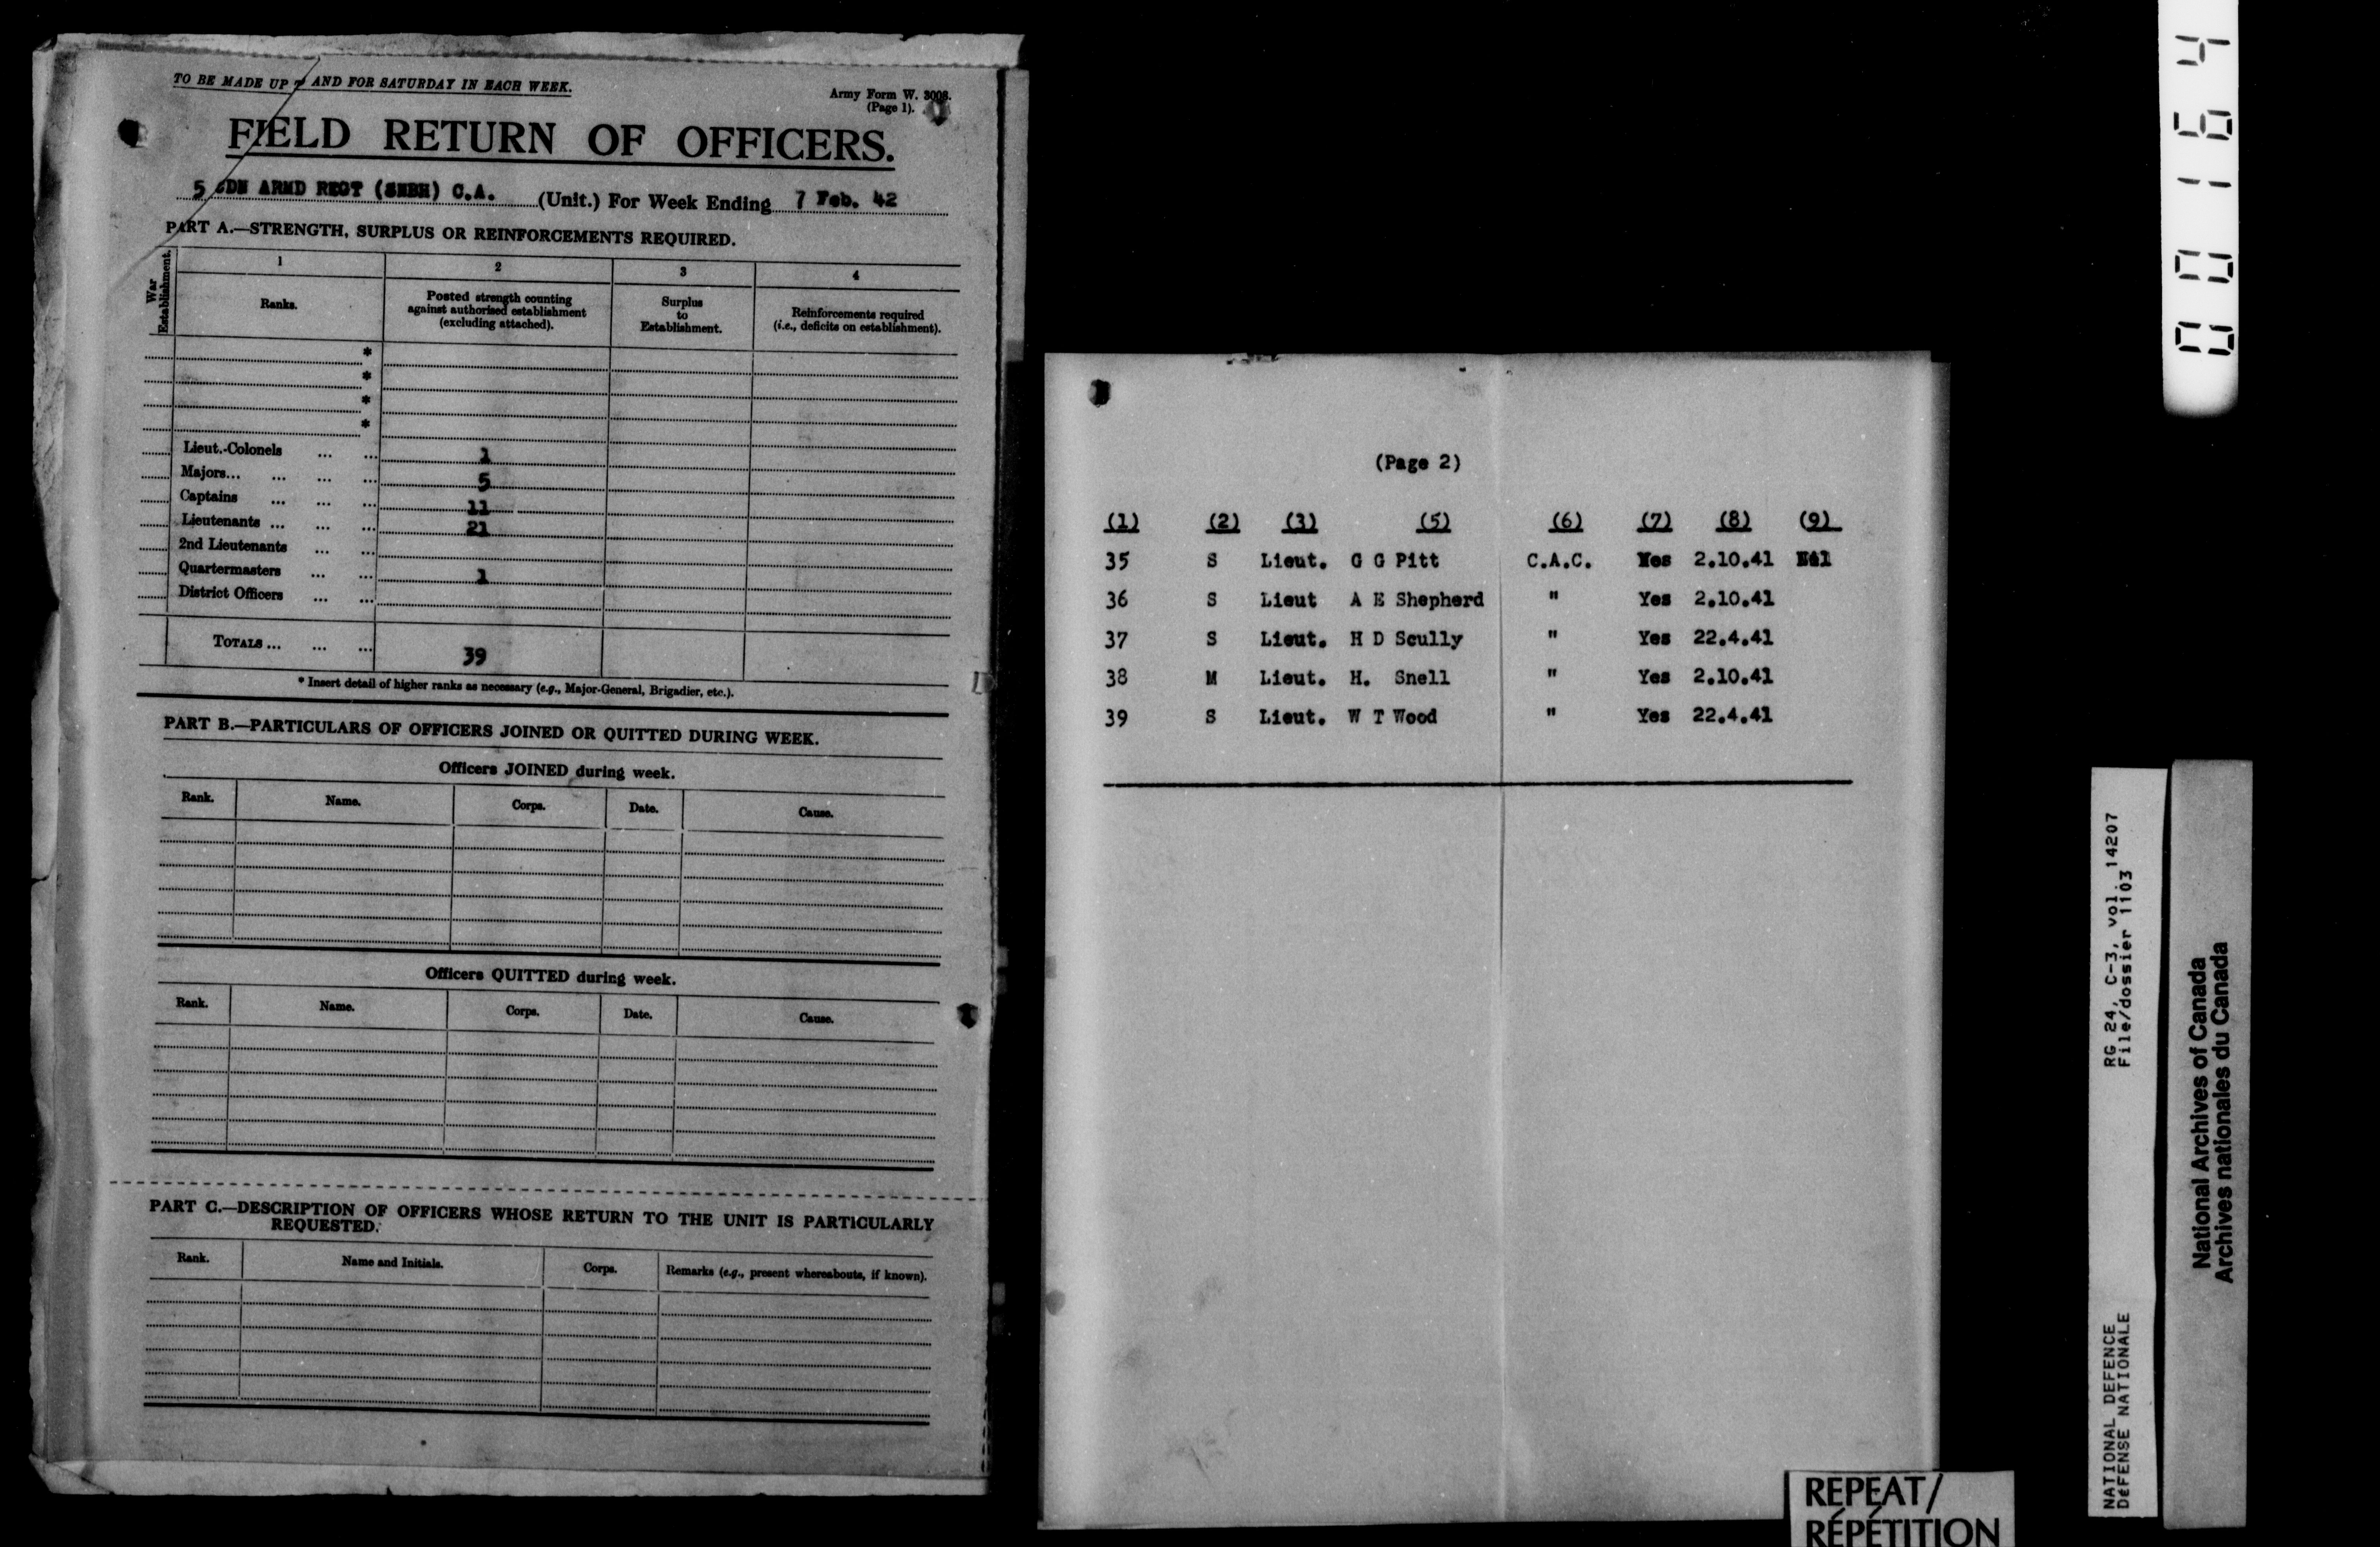 TO BE MADE UP AND FOR SATURDAY IN EACH WEEK.
Army Form W. 3008.
(Page 1).
FIELD RETURN OF OFFICERS.
5 CDN ARMD REGT (8NBH) C.A. (Unit.) For Week Ending 7 Feb. 42
PART A.—STRENGTH, SURPLUS OR REINFORCEMENTS REQUIRED.
War Establishment.
1 2 3 4
Ranks.
Posted strength counting
against authorised establishment
(excluding attached).
Surplus
to
Establishment.
Reinforcements required
(i.e., deficits on establishment).
*
*
*
*
Lieut.-Colonels ... ... 1
Majors... ... ... ... 5
Captains ... ... ... 11
Lieutenants ... ... ... 21
2nd Lieutenants ... ...
Quartermasters ... ... 1
District Officers ... ...
TOTALS ... ... ... 39
* Insert detail of higher ranks as necessary (e.g., Major-General, Brigadier, etc.).
PART B.—PARTICULARS OF OFFICERS JOINED OR QUITTED DURING WEEK.
Officers JOINED during week.
Rank. Name. Corps. Date. Cause.
Officers QUITTED during week.
Rank. Name. Corps. Date. Cause.
PART C.—DESCRIPTION OF OFFICERS WHOSE RETURN TO THE UNIT IS PARTICULARLY
REQUESTED.
Rank. Name and Initials. Corps. Remarks (e.g., present whereabouts, if known).
(Page 2)
(1) (2) (3) (5) (6) (7) (8) (9)
35 S Lieut. G G Pitt C.A.C. Yes 2.10.41 Nil
36 S Lieut A E Shepherd " Yes 2.10.41
37 S Lieut. H D Scully " Yes 22.4.41
38 M Lieut. H. Snell " Yes 2.10.41
39 S Lieut. W T Wood " Yes 22.4.41
REPEAT/
RÉPÉTITION
001164
NATIONAL DEFENCE RG 24, C-3, vol. 14207
DÉFENSE NATIONALE File/dossier 1103
National Archives of Canada
Archives nationales du Canada